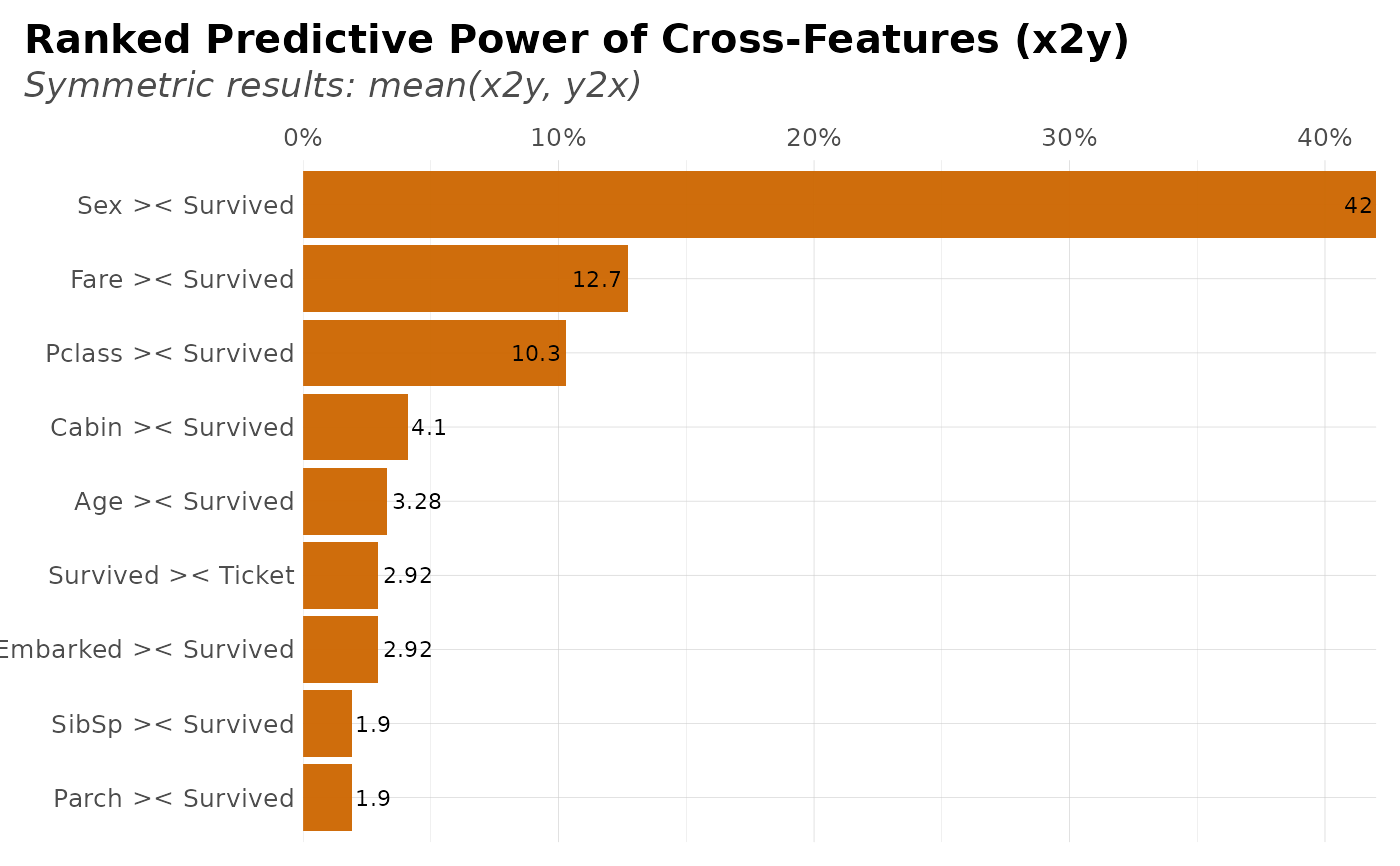 Ranked Predictive Power of Cross-Features (x2y)
Symmetric results: mean(x2y, y2x)
0% 10% 20% 30% 40%
Sex >< Survived 42
Fare >< Survived 12.7
Pclass >< Survived 10.3
Cabin >< Survived 4.1
Age >< Survived 3.28
Survived >< Ticket 2.92
Embarked >< Survived 2.92
SibSp >< Survived 1.9
Parch >< Survived 1.9